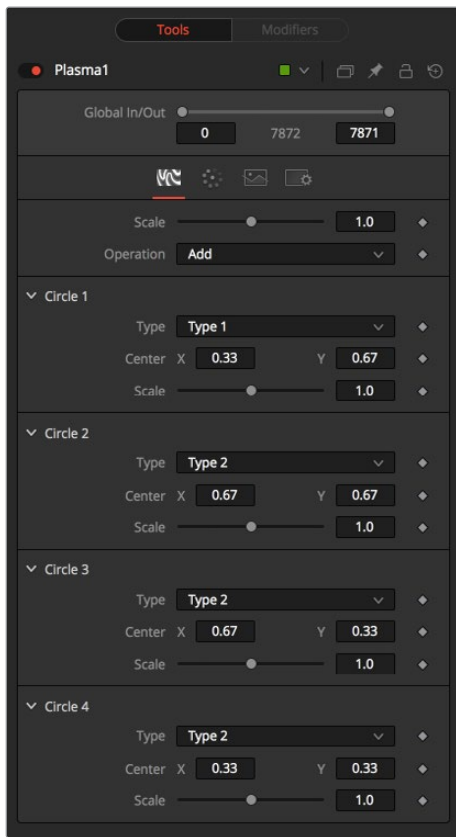 Tools Modifiers
Plasma1
Global In/Out
0 7872 7871
Scale 1.0
Operation Add
Circle 1
Type Type 1
Center X 0.33 Y 0.67
Scale 1.0
Circle 2
Type Type 2
Center X 0.67 Y 0.67
Scale 1.0
Circle 3
Type Type 2
Center X 0.67 Y 0.33
Scale 1.0
Circle 4
Type Type 2
Center X 0.33 Y 0.33
Scale 1.0